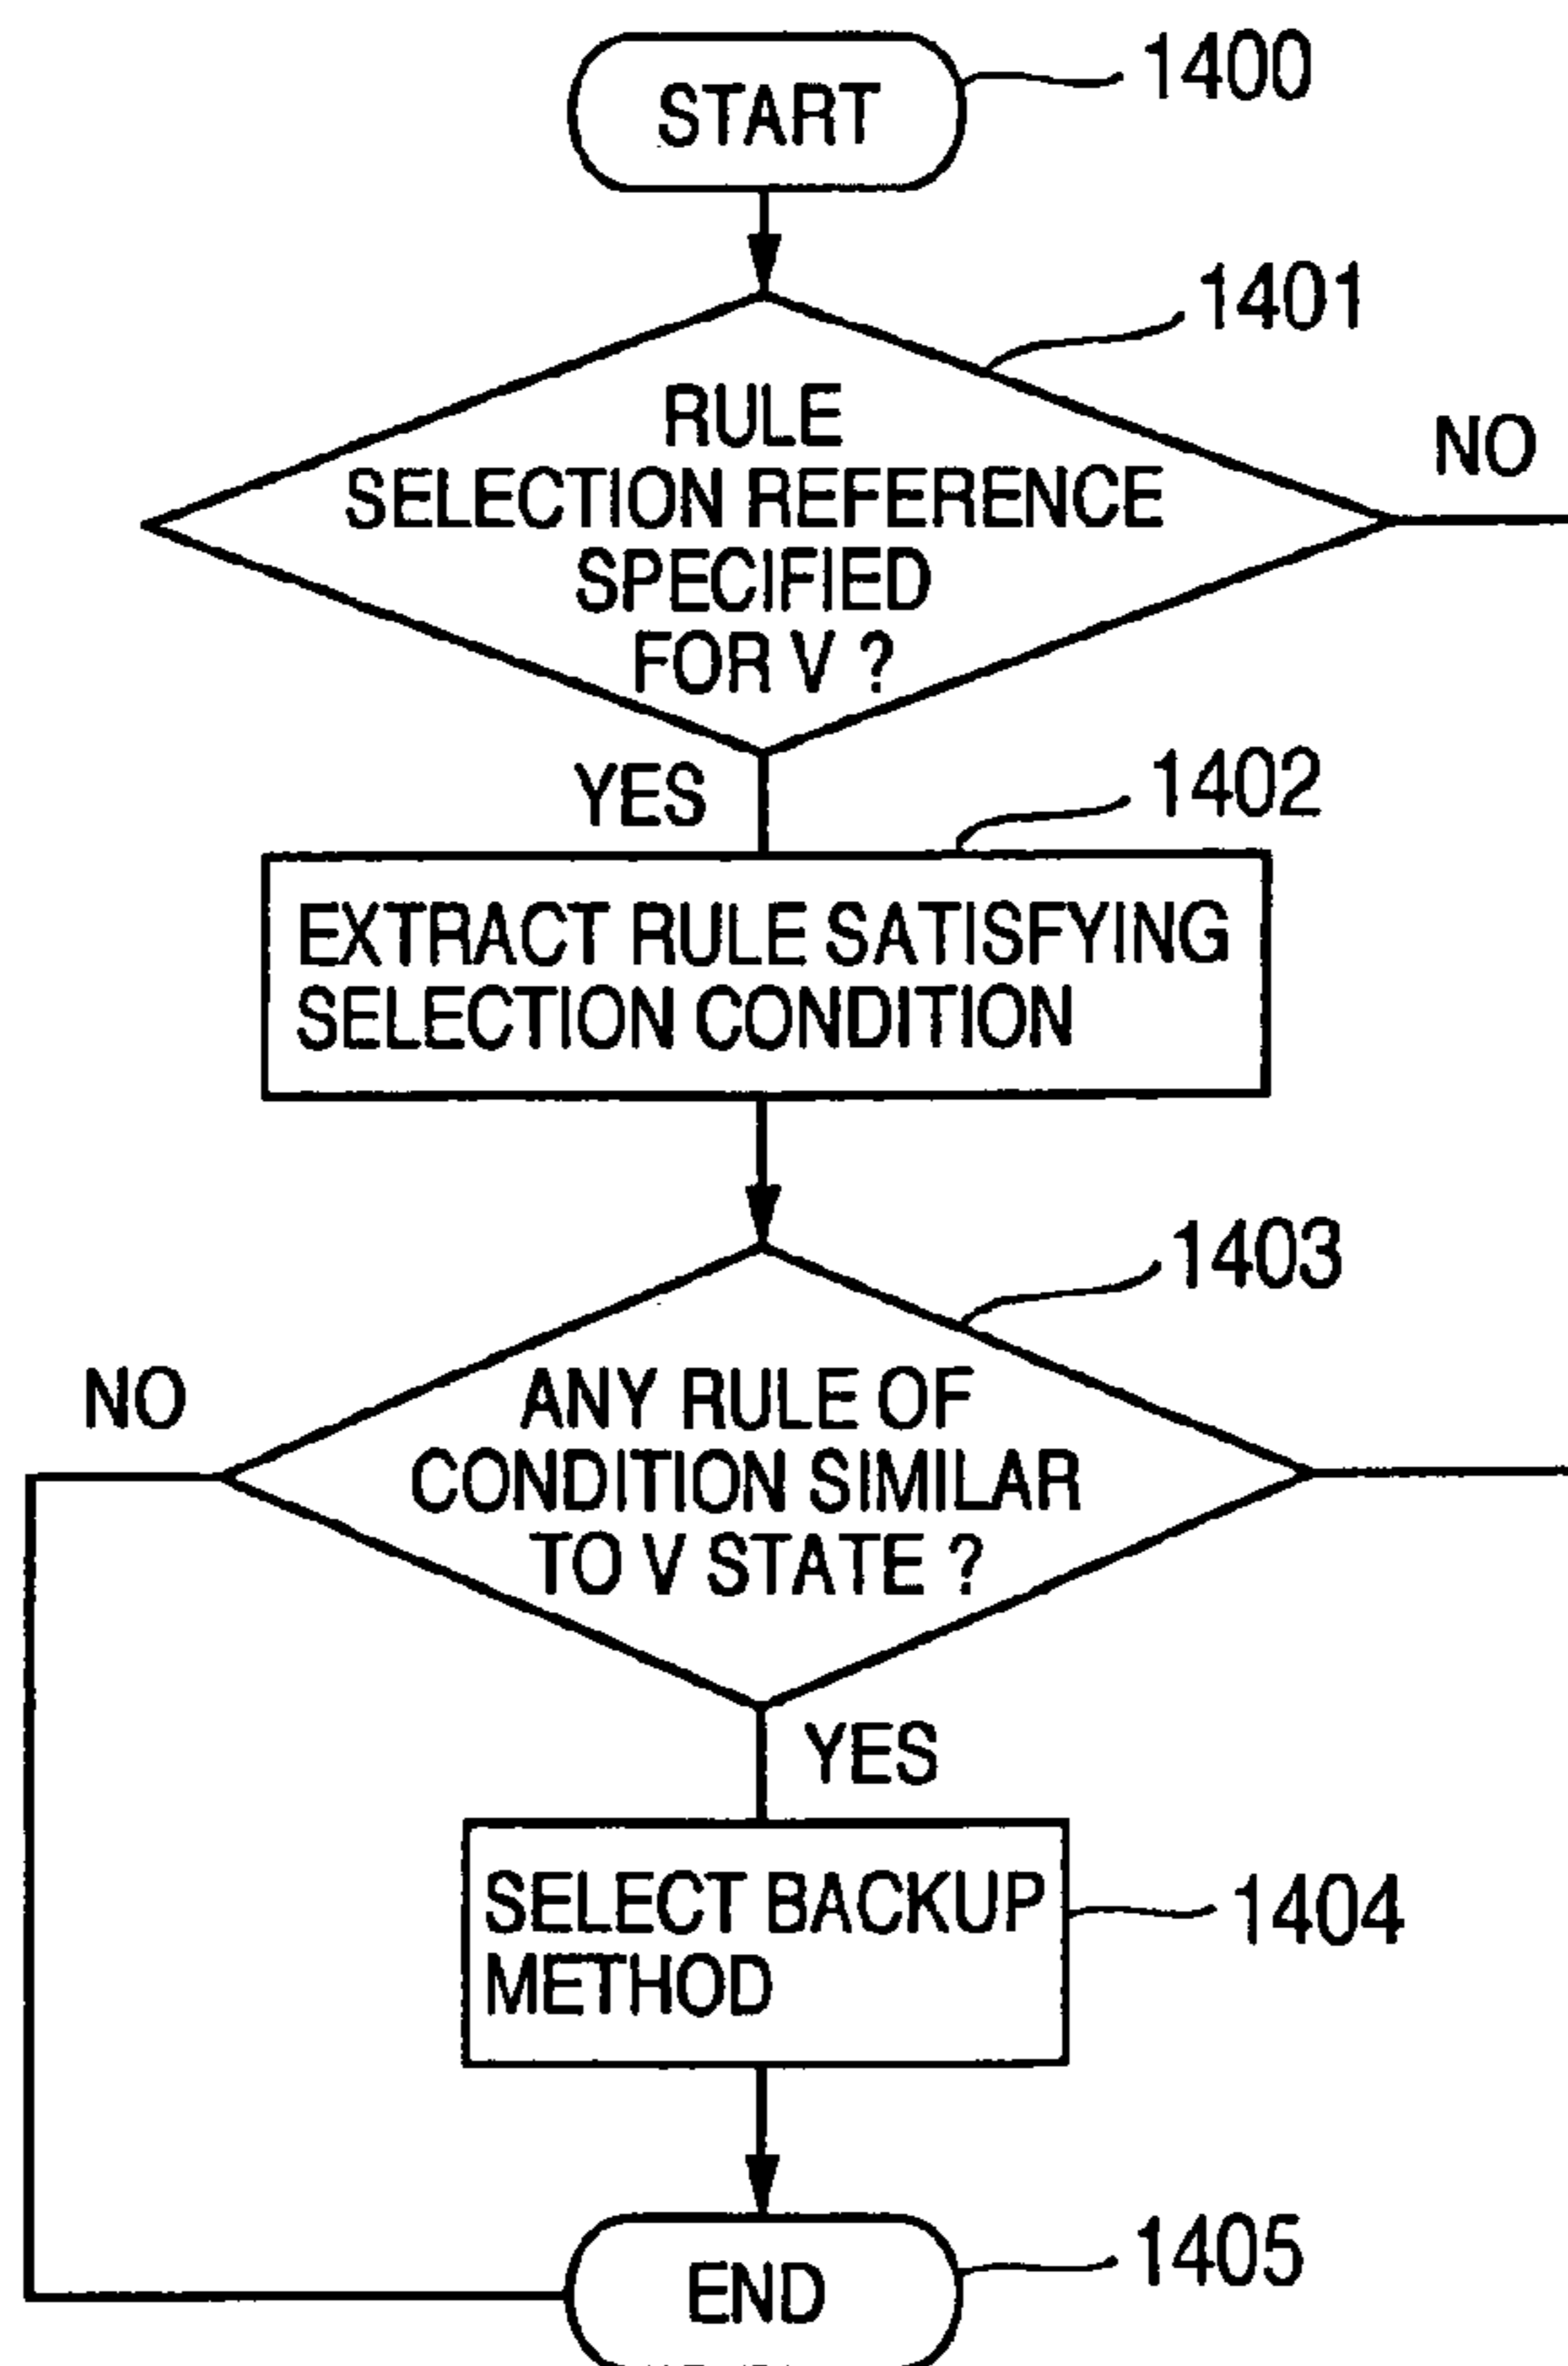 START
1400
1401
RULE
SELECTION REFERENCE
SPECIFIED
FOR V ?
NO
YES
1402
EXTRACT RULE SATISFYING
SELECTION CONDITION
1403
NO
ANY RULE OF
CONDITION SIMILAR
TO V STATE ?
YES
SELECT BACKUP
METHOD
1404
END
1405